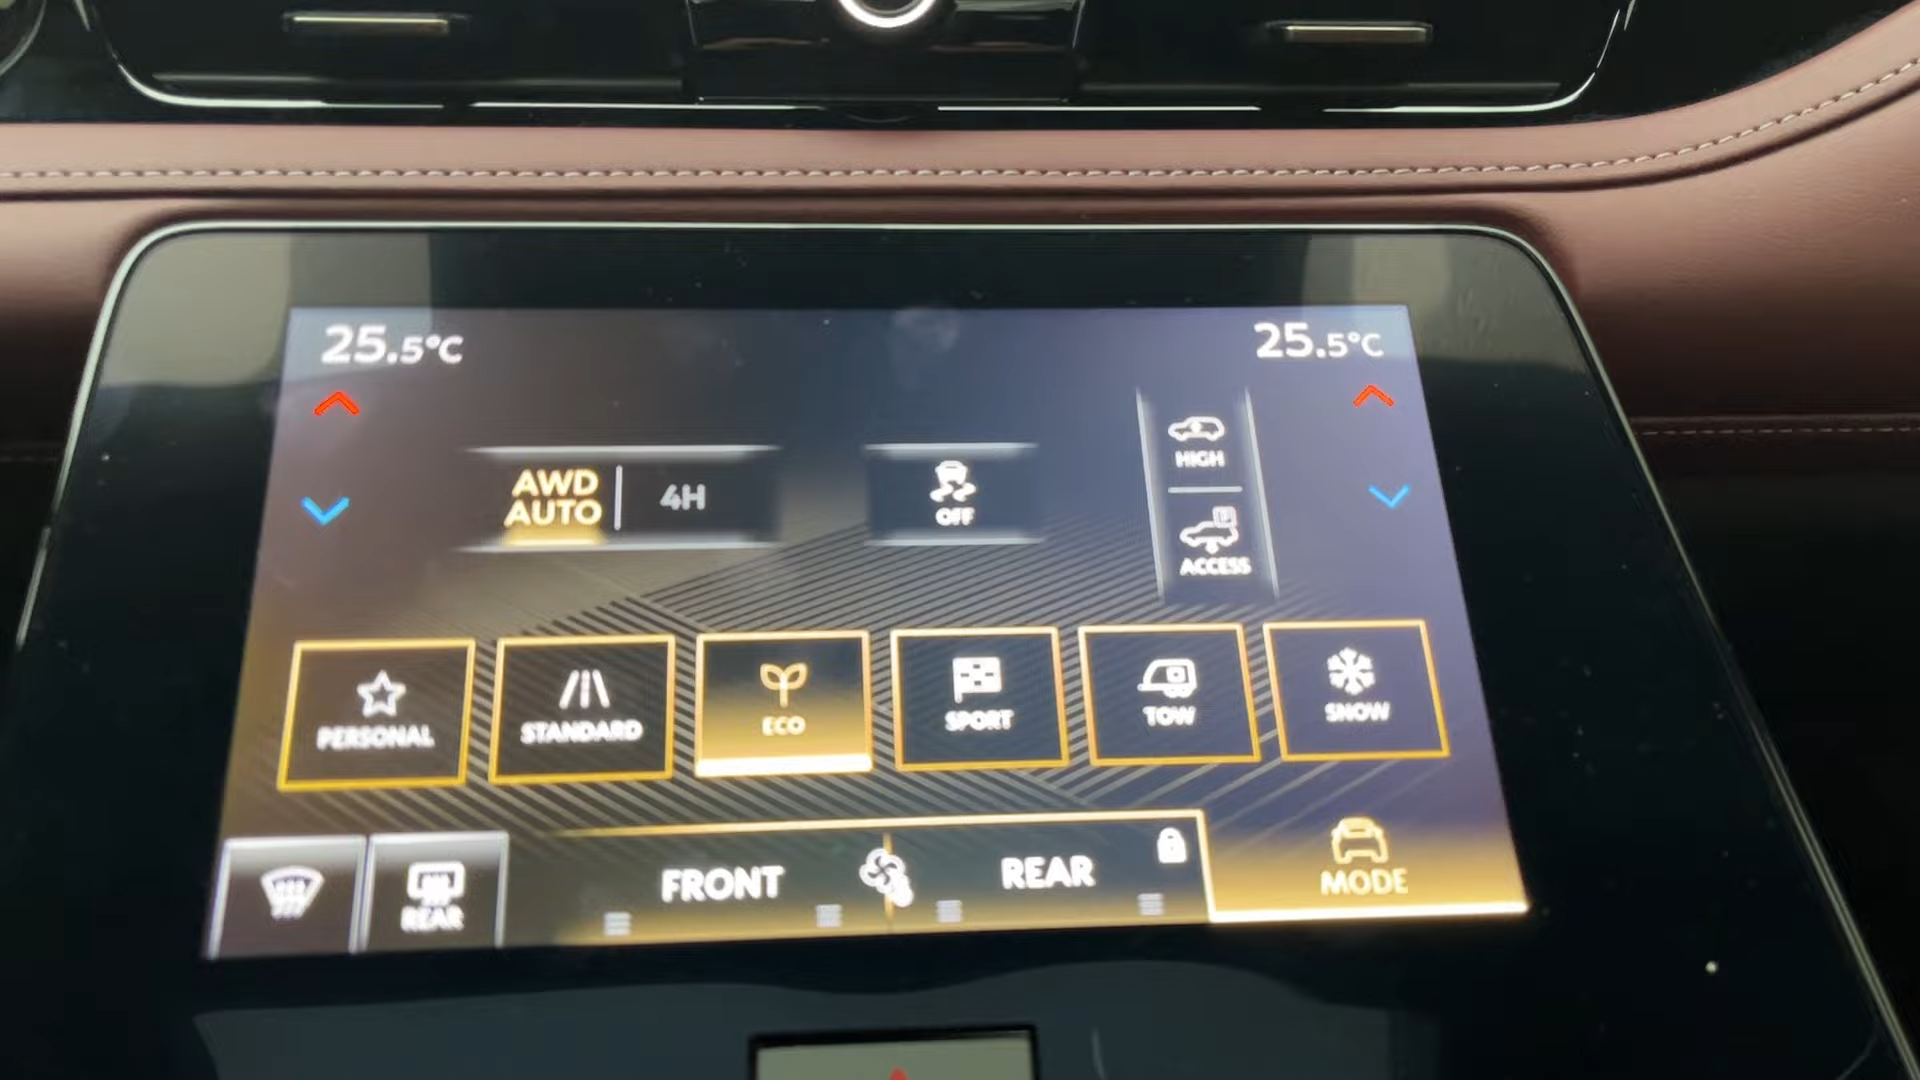 25.5°C
25.5°C
AWD
AUTO
4H
OFF
HIGH
ACCESS
PERSONAL
STANDARD
ECO
SPORT
TOW
SNOW
REAR
FRONT
REAR
MODE